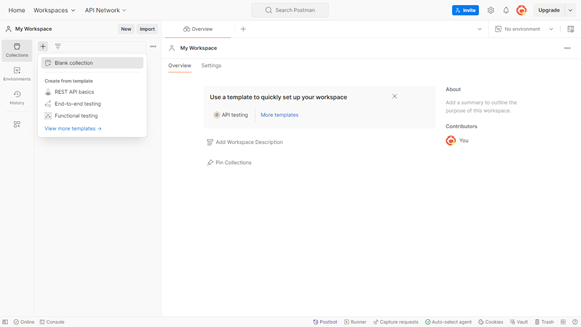 Home Workspaces API Network Search Postman Invite Upgrade
My Workspace New Import Overview No environment
Collections
Environments
History
Blank collection
Create from template
REST API basics
End-to-end testing
Functional testing
View more templates →
My Workspace
Overview Settings
Use a template to quickly set up your workspace
API testing More templates
Add Workspace Description
Pin Collections
About
Add a summary to outline the
purpose of this workspace.
Contributors
You
Online Console Postbot Runner Capture requests Auto-select agent Cookies Vault Trash